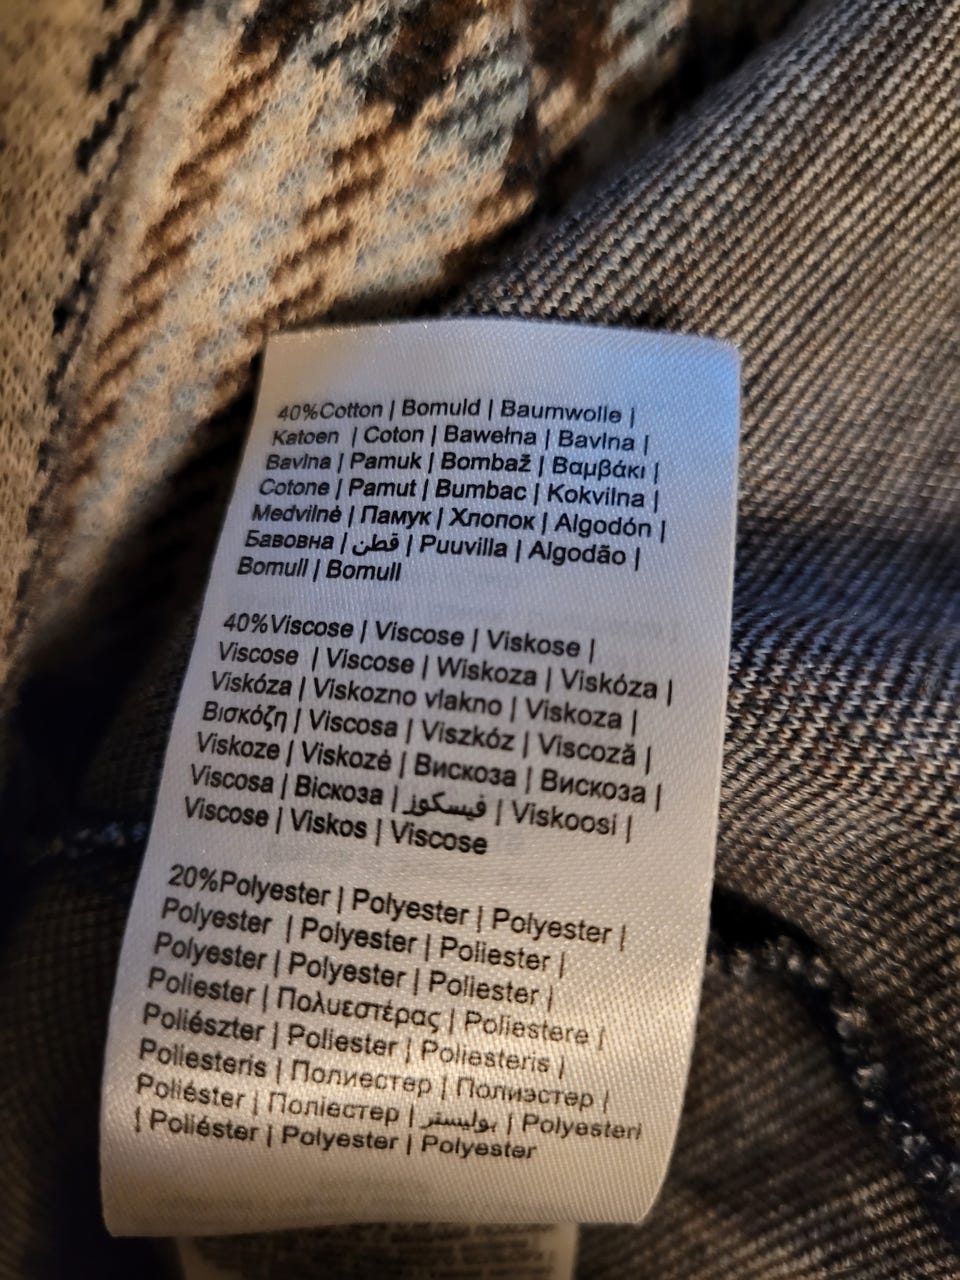 40%Cotton | Bomuld | Baumwolle |
Katoen | Coton | Bawełna | Bavlna |
Bavlna | Pamuk | Bombaž | Βαμβάκι |
Cotone | Pamut | Bumbac | Kokvilna |
Medvilnė | Памук | Хлопок | Algodón |
Бавовна | قطن | Puuvilla | Algodão |
Bomull | Bomull
40%Viscose | Viscose | Viskose |
Viscose | Viscose | Wiskoza | Viskóza |
Viskóza | Viskozno vlakno | Viskoza |
Βισκόζη | Viscosa | Viszkóz | Viscoză |
Viskoze | Viskozė | Вискоза | Вискоза |
Viscosa | Віскоза | فيسكوز | Viskoosi |
Viscose | Viskos | Viscose
20%Polyester | Polyester | Polyester |
Polyester | Polyester | Poliester |
Polyester | Polyester | Poliester |
Poliester | Πολυεστέρας | Poliestere |
Poliészter | Poliester | Poliesteris |
Poliesteris | Полиестер | Полиэстер |
Poliéster | Поліестер | بوليستر | Polyesteri
| Poliéster | Polyester | Polyester